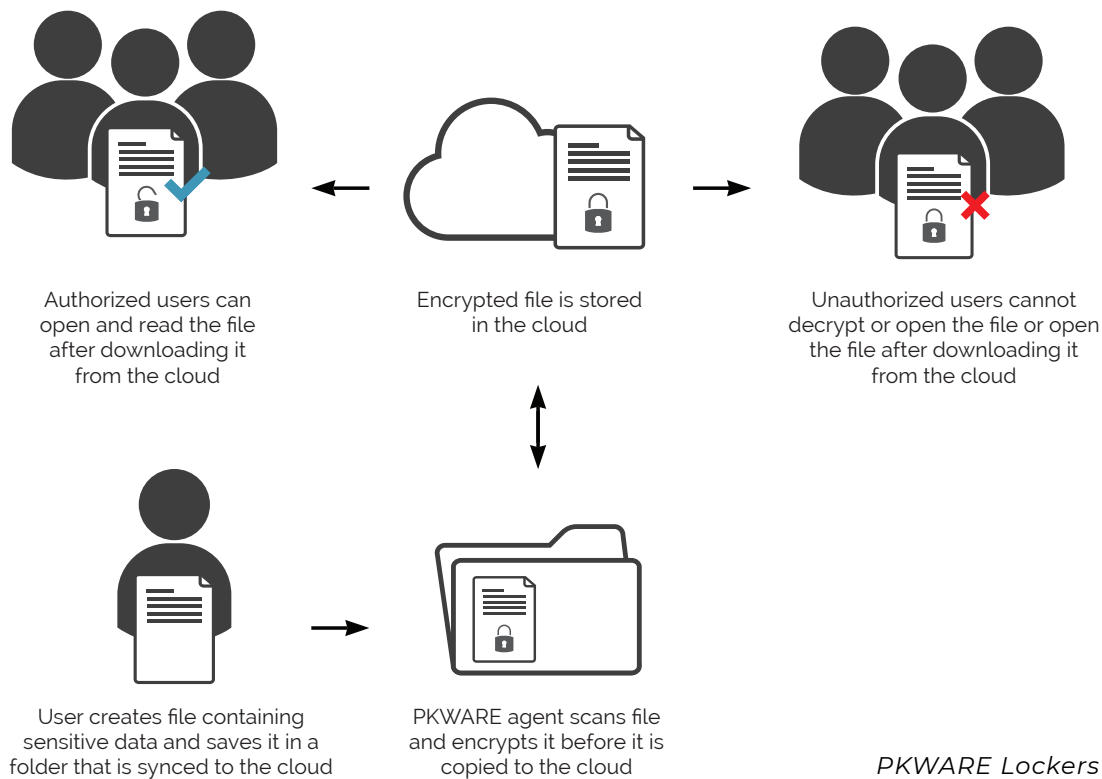 Authorized users can
open and read the file
after downloading it
from the cloud
Encrypted file is stored
in the cloud
Unauthorized users cannot
decrypt or open the file or open
the file after downloading it
from the cloud
User creates file containing
sensitive data and saves it in a
folder that is synced to the cloud
PKWARE agent scans file
and encrypts it before it is
copied to the cloud
PKWARE Lockers